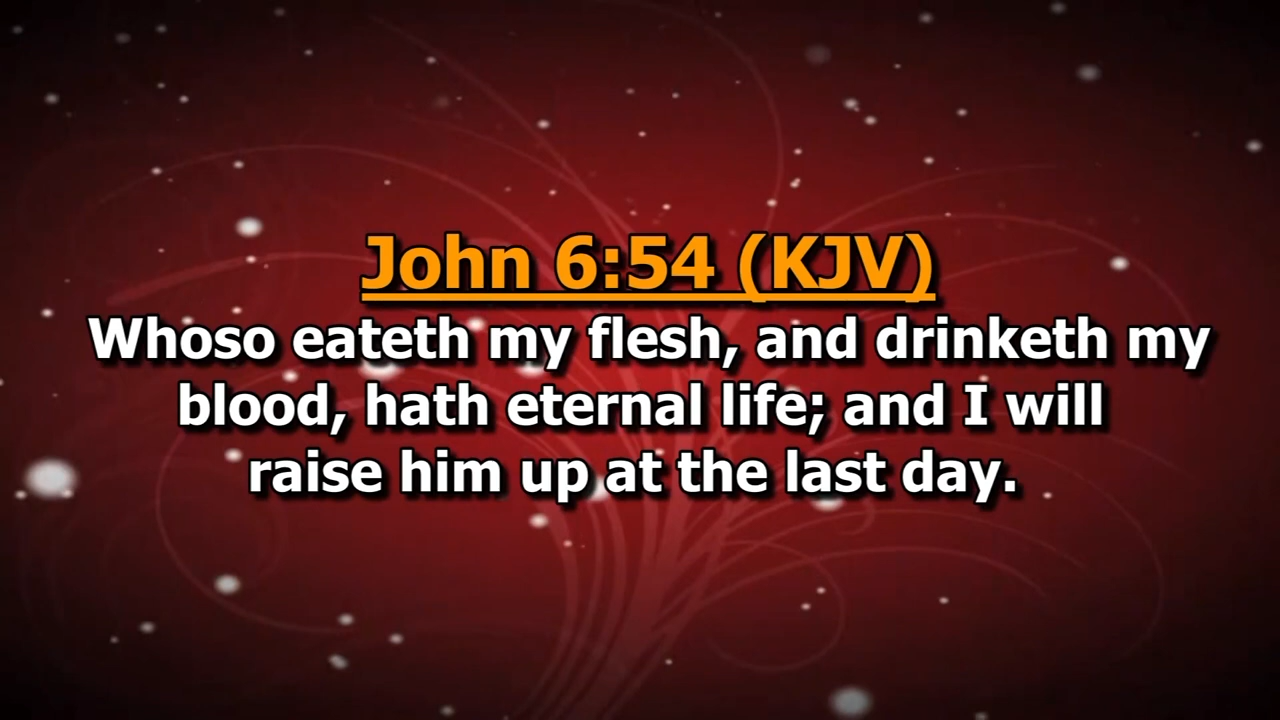 John 6:54 (KJV)
Whoso eateth my flesh, and drinketh my
blood, hath eternal life; and I will
raise him up at the last day.